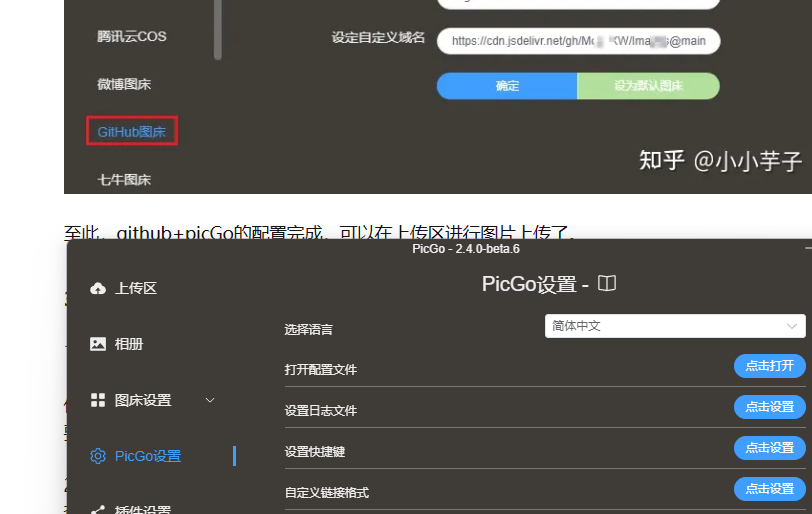 腾讯云COS
设定自定义域名
https://cdn.jsdelivr.net/gh/M KW/Ima s@main
微博图床
确定
设为默认图床
GitHub图床
知乎 @小小芋子
七牛图床
至此，github+picGo的配置完成，可以在上传区进行图片上传了。
PicGo - 2.4.0-beta.6
上传区
PicGo设置 -
选择语言
简体中文
相册
打开配置文件
点击打开
图床设置
设置日志文件
点击设置
设置快捷键
点击设置
PicGo设置
自定义链接格式
点击设置
插件设置